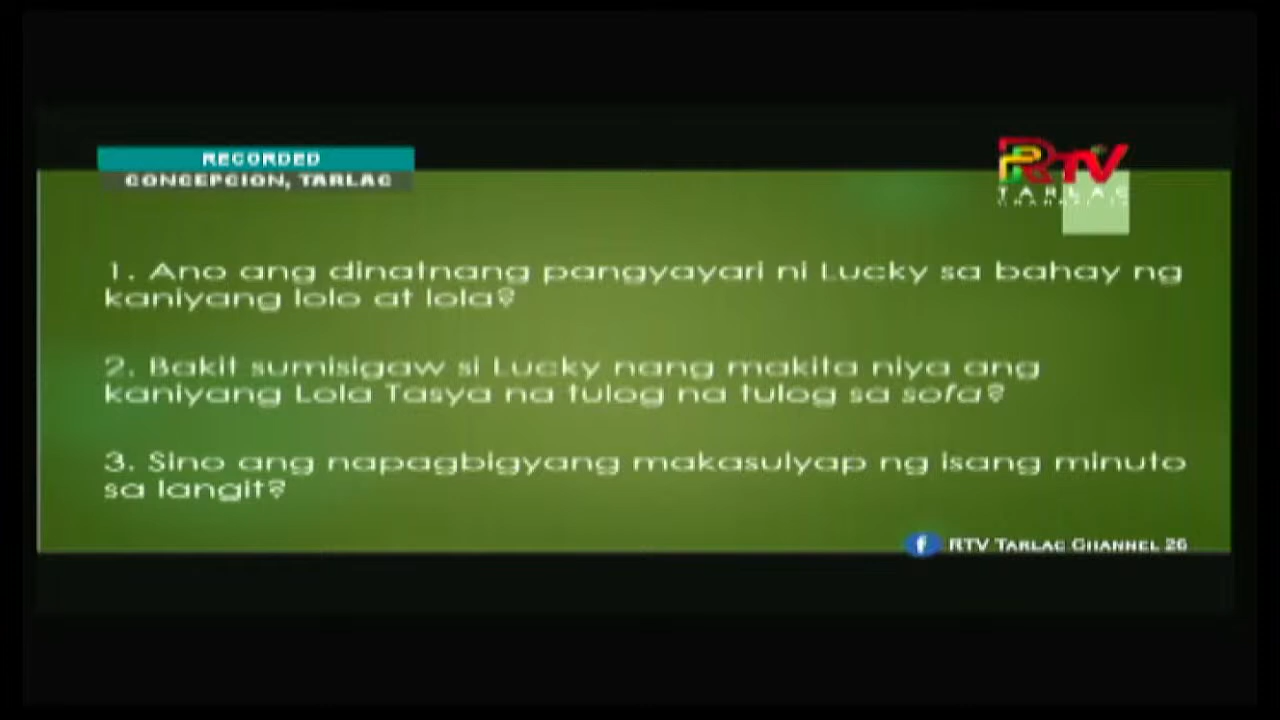 RECORDED
CONCEPCION, TARLAC
RTV
TARLAC
1. Ano ang dinatnang pangyayari ni Lucky sa bahay ng
kaniyang lolo at lola?
2. Bakit sumisigaw si Lucky nang makita niya ang
kaniyang Lola Tasya na tulog na tulog sa sofa?
3. Sino ang napagbigyang makasulyap ng isang minuto
sa langit?
RTV TARLAC CHANNEL 26